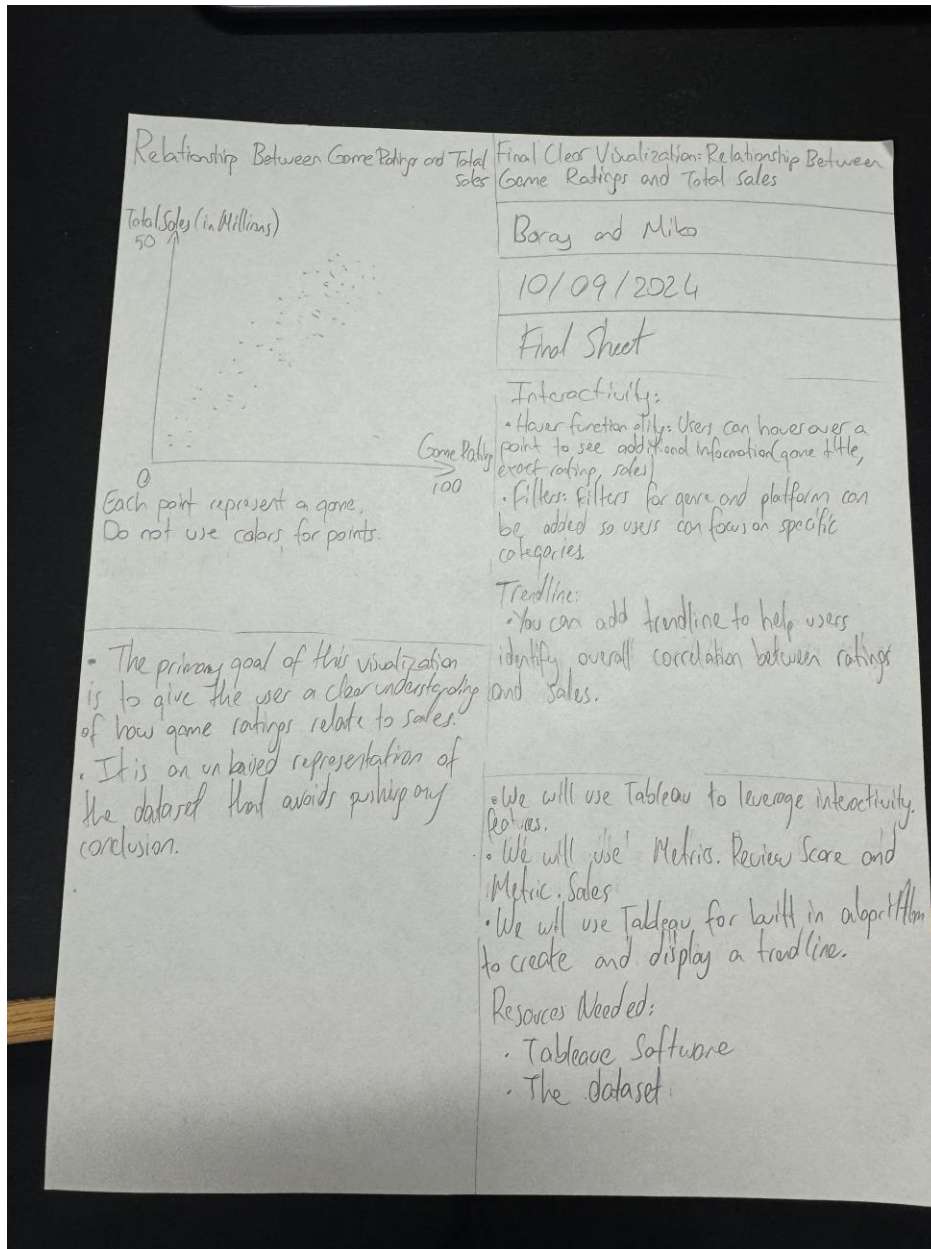 Relationship Between Game Ratings and Total
Sales
Total Sales (in Millions)
50
0
Game Rating
100
Each point represent a game.
Do not use colors for points.
• The primary goal of this visualization
is to give the user a clear understanding
of how game ratings relate to sales.
• It is an unbaised representation of
the dataset that avoids pushing any
conclusion.
Final Clear Visualization: Relationship Between
Game Ratings and Total Sales
Boray and
10/09/2024
Final Sheet
Interactivity:
• Hover functionality: Users can hover over a
point to see additional information (game title,
exact rating, sales)
• Filters: Filters for genre and platform can
be added so users can focus on specific
categories.
Trendline:
• You can add trendline to help users
identify overall correlation between ratings
and sales.
• We will use Tableau to leverage interactivity.
features.
• We will use Metrics. Review Score and
Metric. Sales
• We will use Tableau for built in algorithm
to create and display a trendline.
Resources Needed:
• Tableaue Software
• The dataset